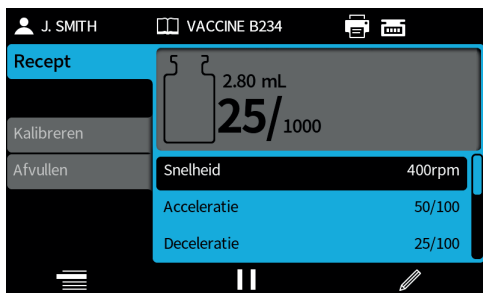 J. SMITH
VACCINE B234
Recept
2.80 mL
25/1000
Kalibreren
Afvullen
Snelheid 400rpm
Acceleratie 50/100
Deceleratie 25/100